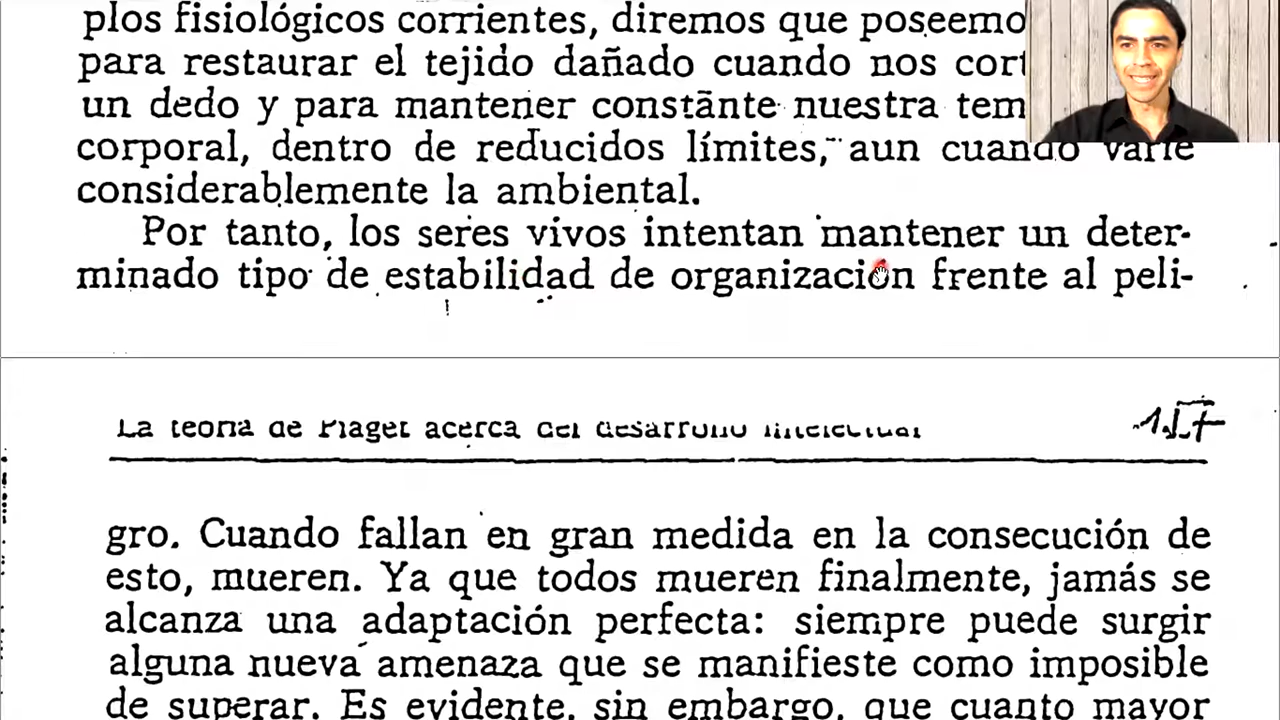 plos fisiológicos corrientes, diremos que poseemo
para restaurar el tejido dañado cuando nos cort
un dedo y para mantener constante nuestra tem
corporal, dentro de reducidos límites, aun cuando varíe
considerablemente la ambiental.
Por tanto, los seres vivos intentan mantener un deter-
minado tipo de estabilidad de organización frente al peli-
La teoría de Piaget acerca del desarrollo intelectual
gro. Cuando fallan en gran medida en la consecución de
esto, mueren. Ya que todos mueren finalmente, jamás se
alcanza una adaptación perfecta: siempre puede surgir
alguna nueva amenaza que se manifieste como imposible
de superar. Es evidente, sin embargo, que cuanto mayor